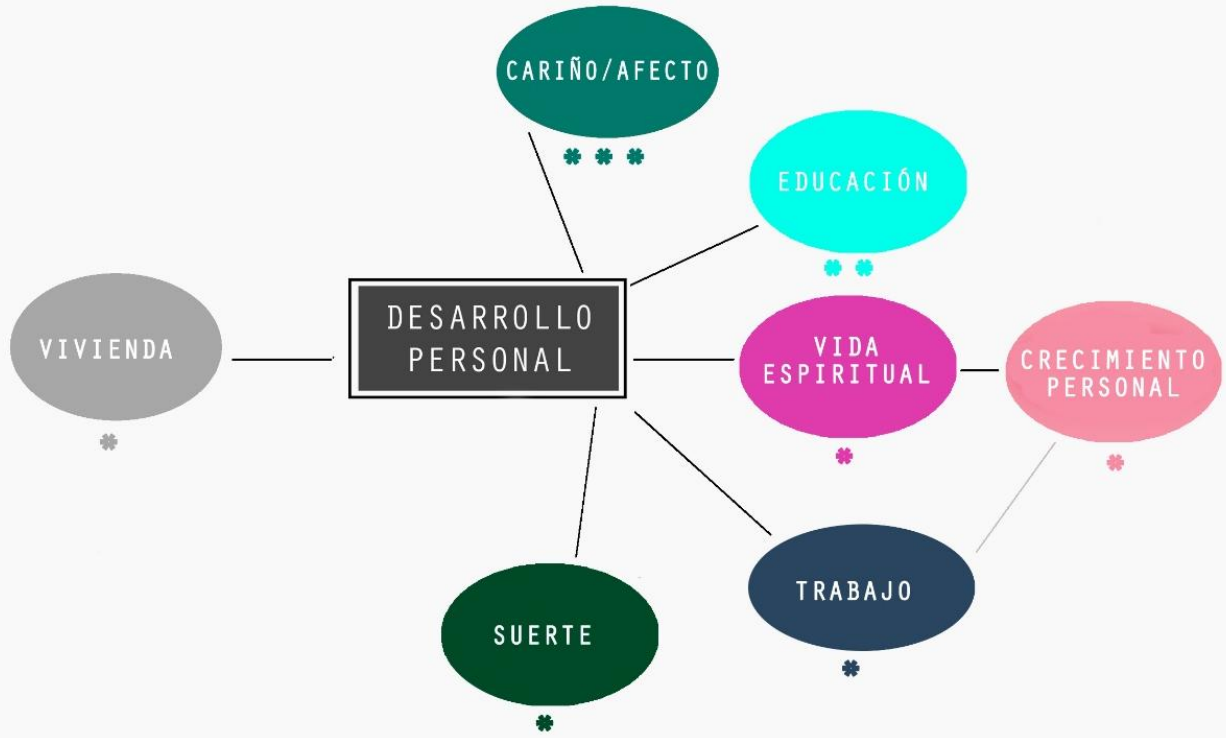 CARIÑO/AFECTO
EDUCACIÓN
DESARROLLO
PERSONAL
VIVIENDA
VIDA
ESPIRITUAL
CRECIMIENTO
PERSONAL
TRABAJO
SUERTE